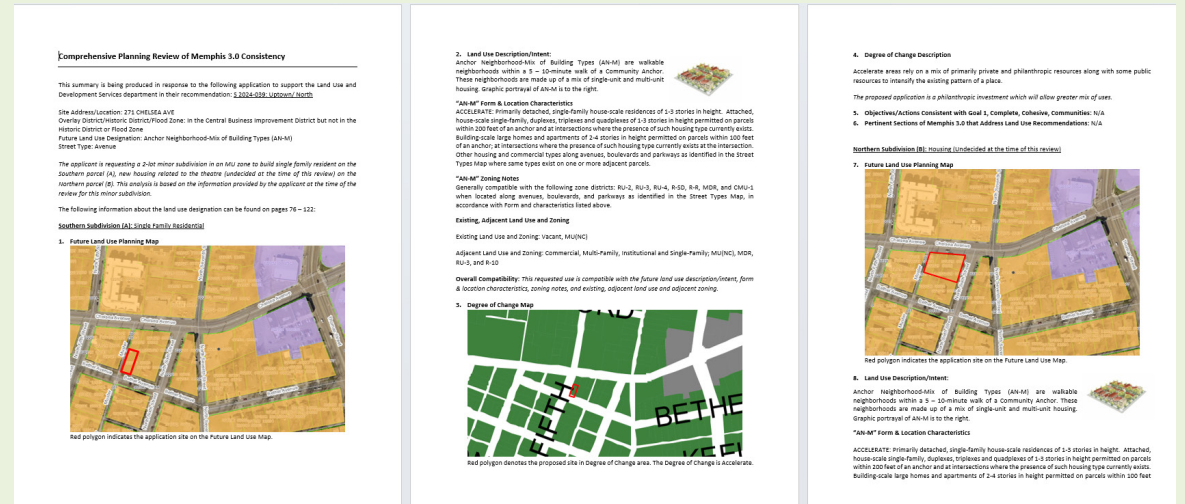 Comprehensive Planning Review of Memphis 3.0 Consistency
This summary is being produced in response to the following application to support the Land Use and
Development Services department in their recommendation: S 2024-039: Uptown/ North
Site Address/Location: 271 CHELSEA AVE
Overlay District/Historic District/Flood Zone: In the Central Business Improvement District but not in the
Historic District or Flood Zone
Future Land Use Designation: Anchor Neighborhood-Mix of Building Types (AN-M)
Street Type: Avenue
The applicant is requesting a 2-lot minor subdivision in an MU zone to build single family resident on the
Southern parcel (A), new housing related to the theatre (undecided at the time of this review) on the
Northern parcel (B). This analysis is based on the information provided by the applicant at the time of the
review for this minor subdivision.
The following information about the land use designation can be found on pages 76 – 122:
Southern Subdivision (A): Single Family Residential
1. Future Land Use Planning Map
Chelsea Avenue
Chelsea Avenue
Red polygon indicates the application site on the Future Land Use Map.
2. Land Use Description/Intent:
Anchor Neighborhood-Mix of Building Types (AN-M) are walkable
neighborhoods within a 5 – 10-minute walk of a Community Anchor.
These neighborhoods are made up of a mix of single-unit and multi-unit
housing. Graphic portrayal of AN-M is to the right.
"AN-M" Form & Location Characteristics
ACCELERATE: Primarily detached, single-family house-scale residences of 1-3 stories in height. Attached,
house-scale single-family, duplexes, triplexes and quadplexes of 1-3 stories in height permitted on parcels
within 200 feet of an anchor and at intersections where the presence of such housing type currently exists.
Building-scale large homes and apartments of 2-4 stories in height permitted on parcels within 100 feet
of an anchor; at intersections where the presence of such housing type currently exists at the intersection.
Other housing and commercial types along avenues, boulevards and parkways as identified in the Street
Types Map where same types exist on one or more adjacent parcels.
"AN-M" Zoning Notes
Generally compatible with the following zone districts: RU-2, RU-3, RU-4, R-SD, R-R, MDR, and CMU-1
when located along avenues, boulevards, and parkways as identified in the Street Types Map, in
accordance with Form and characteristics listed above.
Existing, Adjacent Land Use and Zoning
Existing Land Use and Zoning: Vacant, MU(NC)
Adjacent Land Use and Zoning: Commercial, Multi-Family, Institutional and Single-Family; MU(NC), MDR,
RU-3, and R-10
Overall Compatibility: This requested use is compatible with the future land use description/intent, form
& location characteristics, zoning notes, and existing, adjacent land use and adjacent zoning.
3. Degree of Change Map
FIFTH
BETHE
KEEL
Red polygon denotes the proposed site in Degree of Change area. The Degree of Change is Accelerate.
4. Degree of Change Description
Accelerate areas rely on a mix of primarily private and philanthropic resources along with some public
resources to intensify the existing pattern of a place.
The proposed application is a philanthropic investment which will allow greater mix of uses.
5. Objectives/Actions Consistent with Goal 1, Complete, Cohesive, Communities: N/A
6. Pertinent Sections of Memphis 3.0 that Address Land Use Recommendations: N/A
Northern Subdivision (B): Housing (Undecided at the time of this review)
7. Future Land Use Planning Map
Chelsea Avenue
Chelsea Avenue
Red polygon indicates the application site on the Future Land Use Map.
8. Land Use Description/Intent:
Anchor Neighborhood-Mix of Building Types (AN-M) are walkable
neighborhoods within a 5 – 10-minute walk of a Community Anchor. These
neighborhoods are made up of a mix of single-unit and multi-unit housing.
Graphic portrayal of AN-M is to the right.
"AN-M" Form & Location Characteristics
ACCELERATE: Primarily detached, single-family house-scale residences of 1-3 stories in height. Attached,
house-scale single-family, duplexes, triplexes and quadplexes of 1-3 stories in height permitted on parcels
within 200 feet of an anchor and at intersections where the presence of such housing type currently exists.
Building-scale large homes and apartments of 2-4 stories in height permitted on parcels within 100 feet